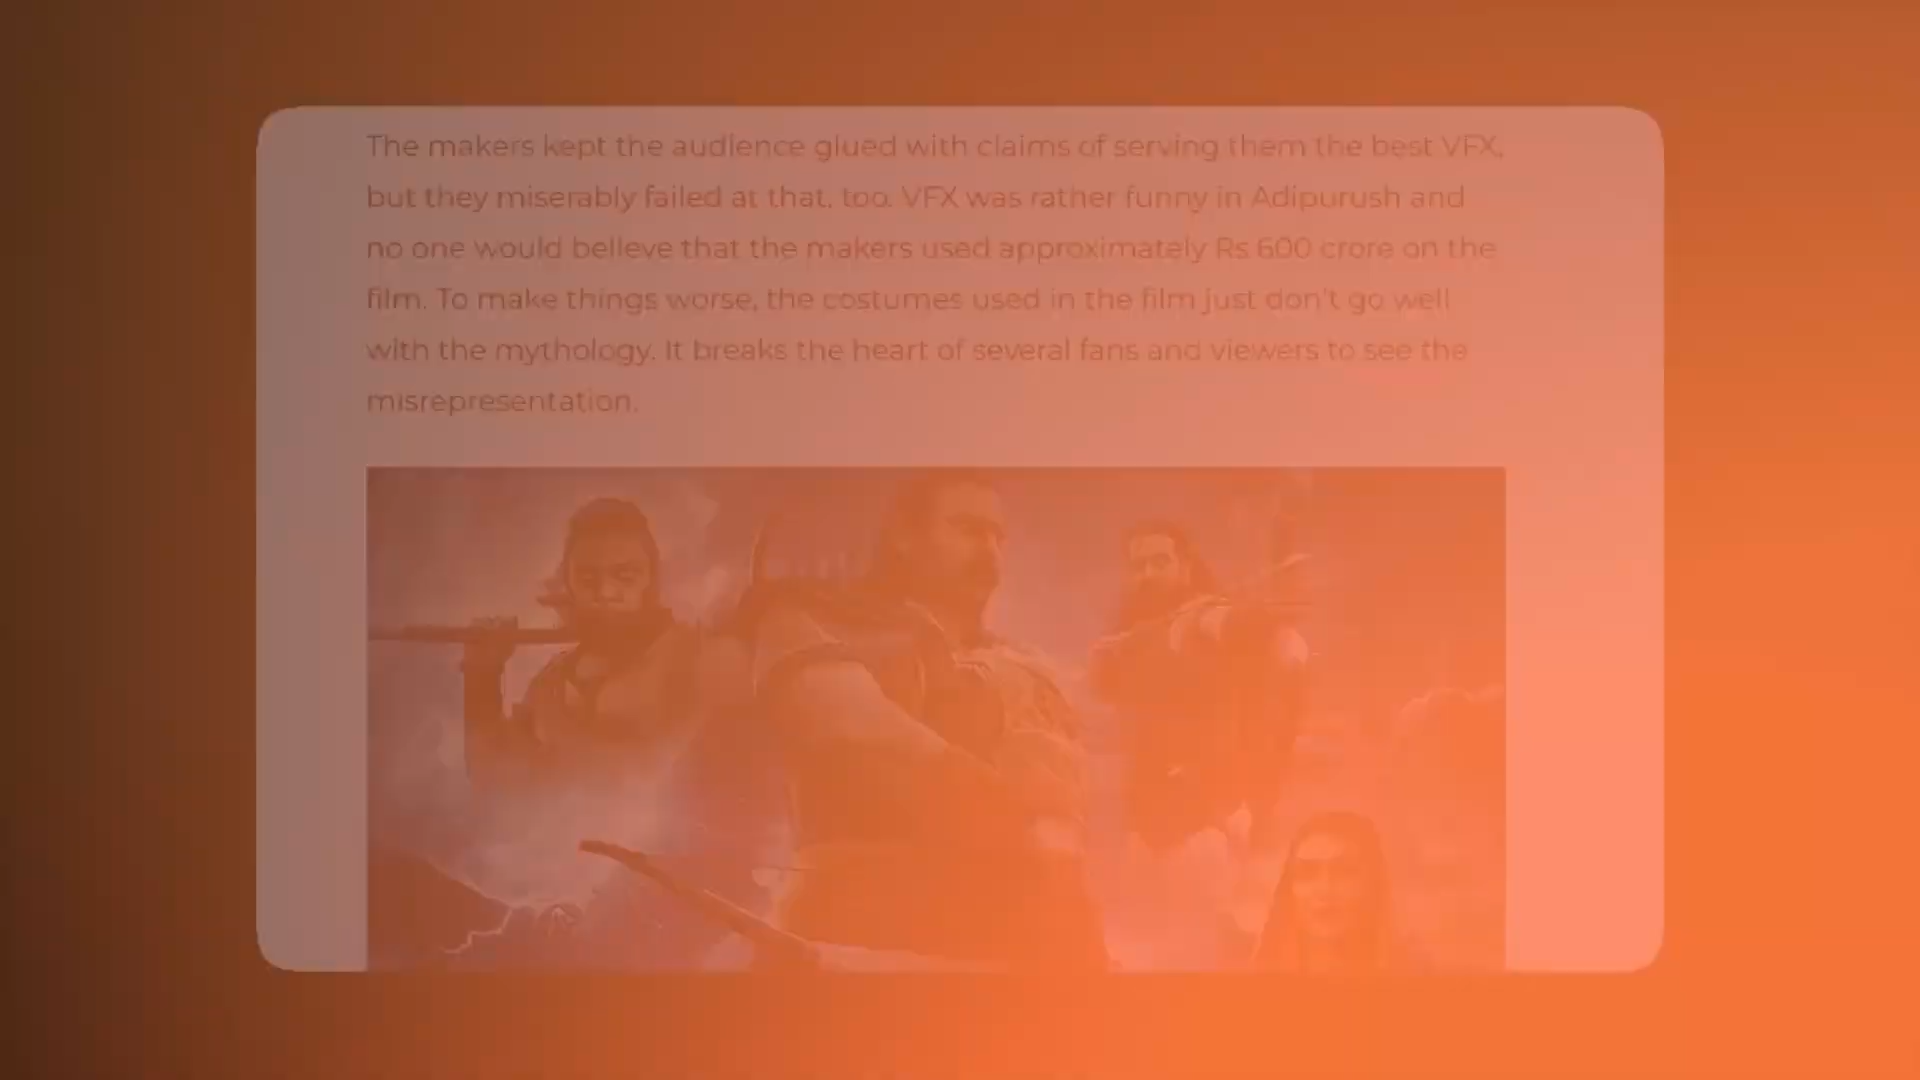 The makers kept the audience glued with claims of serving them the best VFX,
but they miserably failed at that, too. VFX was rather funny in Adipurush and
no one would believe that the makers used approximately Rs 600 crore on the
film. To make things worse, the costumes used in the film just don't go well
with the mythology. It breaks the heart of several fans and viewers to see the
misrepresentation.